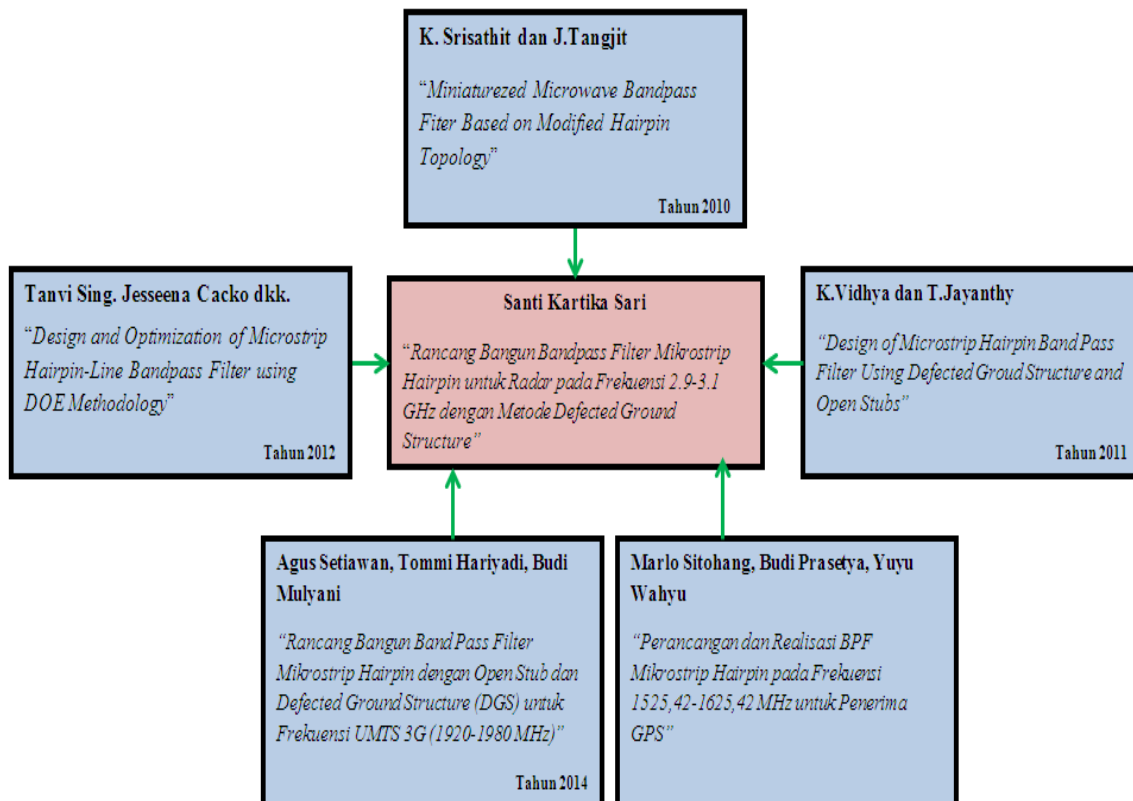 K. Srisathit dan J.Tangjit
“Miniaturezed Microwave Bandpass
Fiter Based on Modified Hairpin
Topology”
Tahun 2010
Tanvi Sing. Jesseena Cacko dkk.
“Design and Optimization of Microstrip
Hairpin-Line Bandpass Filter using
DOE Methodology”
Tahun 2012
Santi Kartika Sari
“Rancang Bangun Bandpass Filter Mikrostrip
Hairpin untuk Radar pada Frekuensi 2.9-3.1
GHz dengan Metode Defected Ground
Structure”
K.Vidhya dan T.Jayanthy
“Design of Microstrip Hairpin Band Pass
Filter Using Defected Groud Structure and
Open Stubs”
Tahun 2011
Agus Setiawan, Tommi Hariyadi, Budi
Mulyani
“Rancang Bangun Band Pass Filter
Mikrostrip Hairpin dengan Open Stub dan
Defected Ground Structure (DGS) untuk
Frekuensi UMTS 3G (1920-1980 MHz)”
Tahun 2014
Marlo Sitohang, Budi Prasetya, Yuyu
Wahyu
“Perancangan dan Realisasi BPF
Mikrostrip Hairpin pada Frekuensi
1525,42-1625,42 MHz untuk Penerima
GPS”